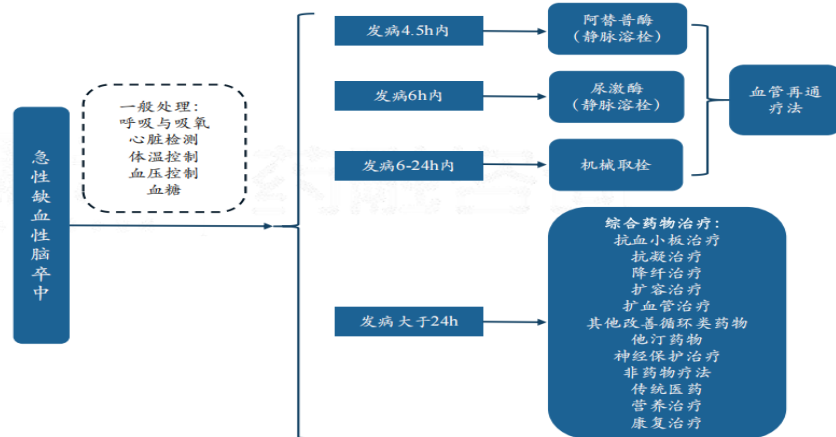 急性缺血性脑卒中
一般处理:
呼吸与吸氧
心脏检测
体温控制
血压控制
血糖
发病4.5h内
阿替普酶
(静脉溶栓)
发病6h内
尿激酶
(静脉溶栓)
发病6-24h内
机械取栓
血管再通
疗法
发病大于24h
综合药物治疗:
抗血小板治疗
抗凝治疗
降纤治疗
扩容治疗
扩血管治疗
其他改善循环类药物
他汀药物
神经保护治疗
非药物疗法
传统医药
营养治疗
康复治疗